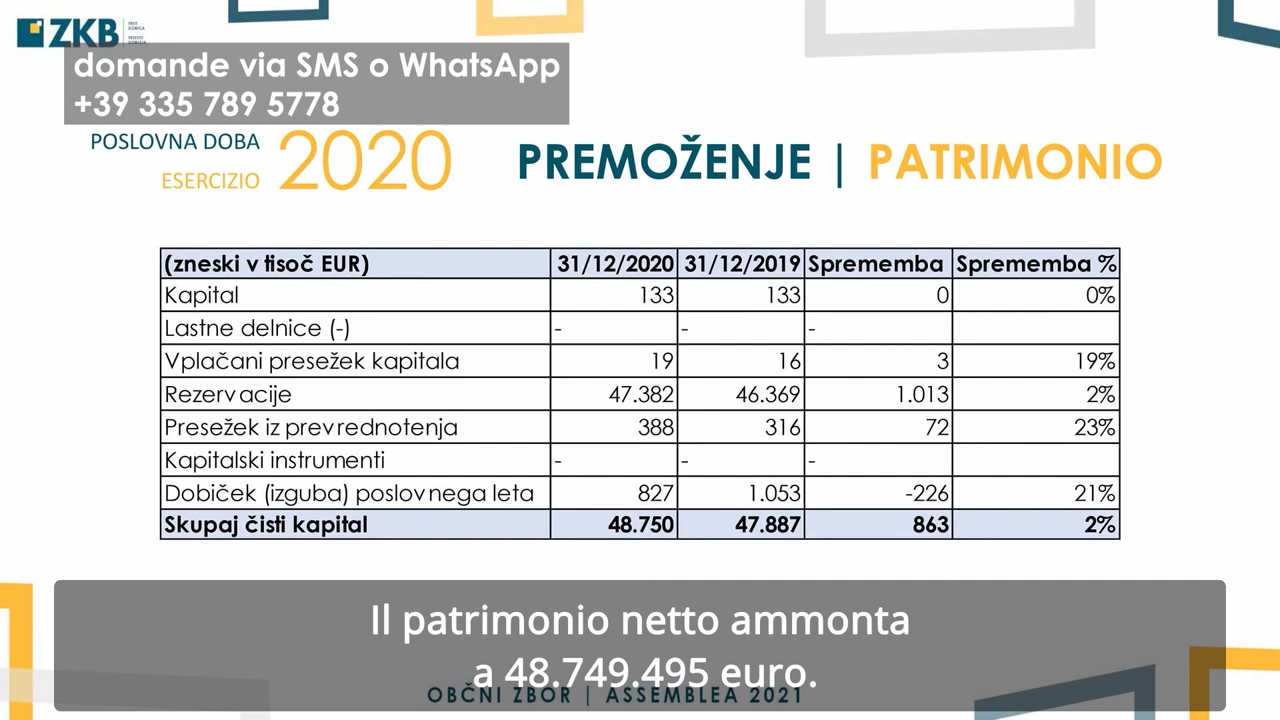 ZKB
TRST
GORICA
TRIESTE
GORIZIA
domande via SMS o WhatsApp
+39 335 789 5778
POSLOVNA DOBA
ESERCIZIO
2020
PREMOŽENJE | PATRIMONIO
(zneski v tisoč EUR) 31/12/2020 31/12/2019 Sprememba Sprememba %
Kapital 133 133 0 0%
Lastne delnice (-) - - -
Vplačani presežek kapitala 19 16 3 19%
Rezervacije 47.382 46.369 1.013 2%
Presežek iz prevrednotenja 388 316 72 23%
Kapitalski instrumenti - - -
Dobiček (izguba) poslovnega leta 827 1.053 -226 21%
Skupaj čisti kapital 48.750 47.887 863 2%
Il patrimonio netto ammonta
a 48.749.495 euro.
OBČNI ZBOR | ASSEMBLEA 2021